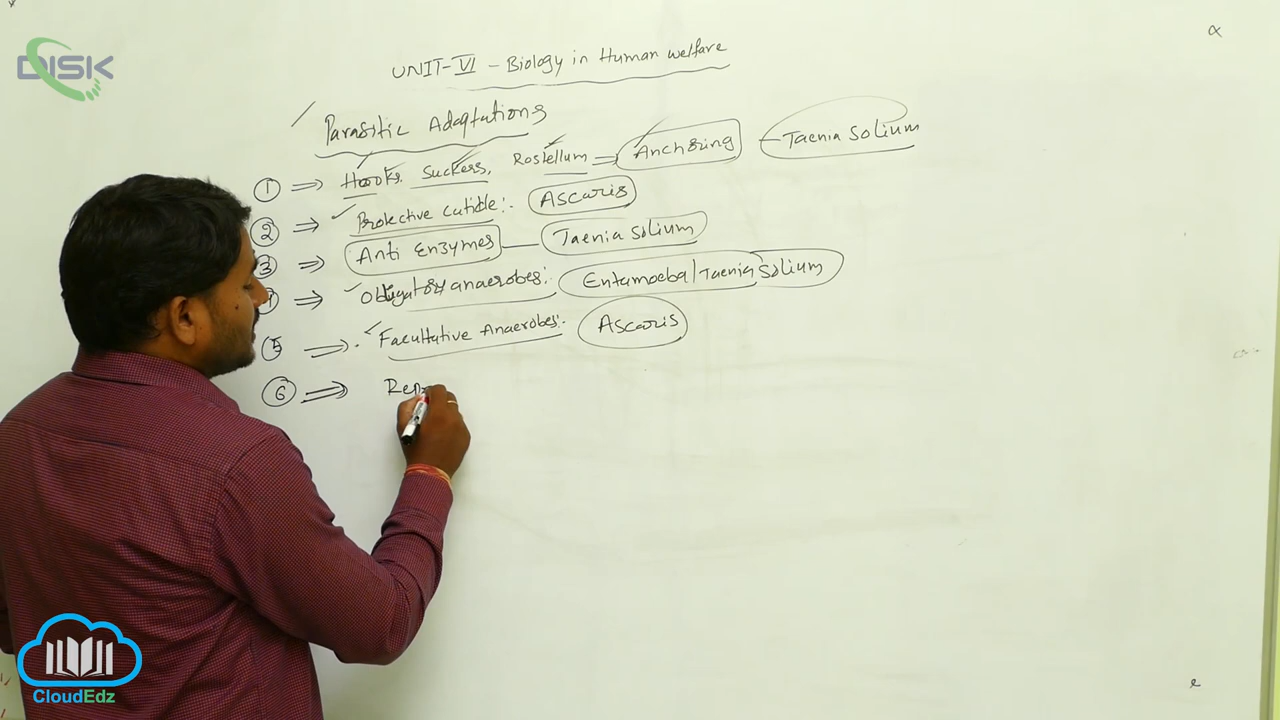 DISK
UNIT-VI - Biology in Human welfare
Parasitic Adaptations
① ⇒ Hooks, Suckers, Rostellum ⇒ Anchoring - Taenia Solium
② ⇒ Protective cuticle:- Ascaris
③ ⇒ Anti Enzymes - Taenia Solium
④ ⇒ Obligatory anaerobes:- Entamoeba/Taenia Solium
⑤ ⇒ Facultative Anaerobes:- Ascaris
⑥ ⇒ Rep
CloudEdz